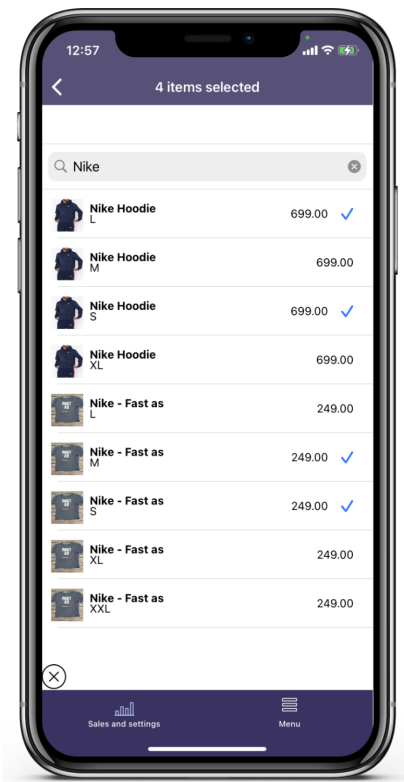 12:57
4 items selected
Nike
Nike Hoodie
L
699.00
Nike Hoodie
M
699.00
Nike Hoodie
S
699.00
Nike Hoodie
XL
699.00
Nike - Fast as
L
249.00
Nike - Fast as
M
249.00
Nike - Fast as
S
249.00
Nike - Fast as
XL
249.00
Nike - Fast as
XXL
249.00
Sales and settings
Menu